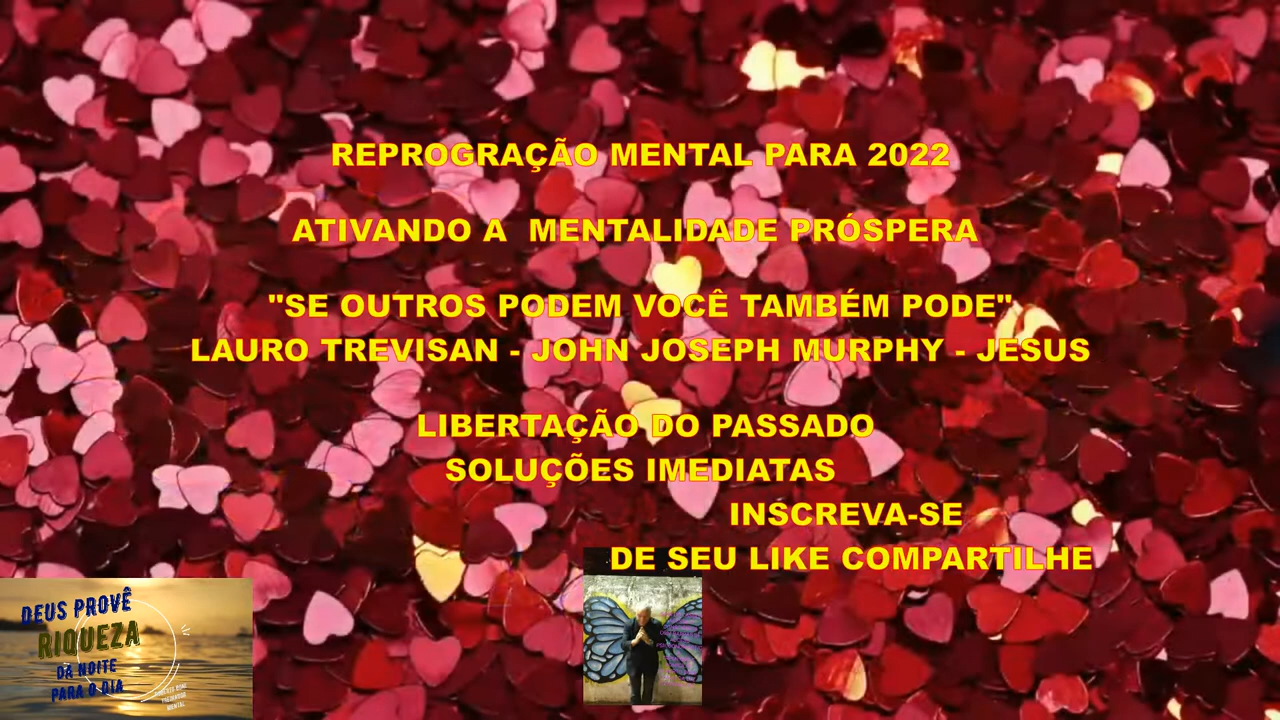 REPROGRAÇÃO MENTAL PARA 2022
ATIVANDO A MENTALIDADE PRÓSPERA
"SE OUTROS PODEM VOCÊ TAMBÉM PODE"
LAURO TREVISAN - JOHN JOSEPH MURPHY - JESUS
LIBERTAÇÃO DO PASSADO
SOLUÇÕES IMEDIATAS
INSCREVA-SE
DE SEU LIKE COMPARTILHE
DEUS PROVÊ
RIQUEZA
DA NOITE
PARA O DIA
MENTAL